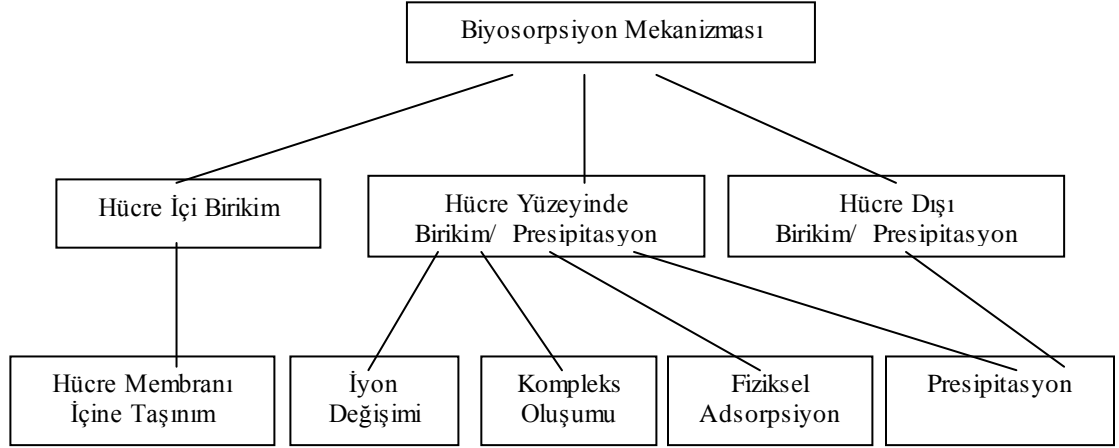 Biyosorpsiyon Mekanizması
Hücre İçi Birikim
Hücre Yüzeyinde
Birikim/ Presipitasyon
Hücre Dışı
Birikim/ Presipitasyon
Hücre Membranı
İçine Taşınım
İyon
Değişimi
Kompleks
Oluşumu
Fiziksel
Adsorpsiyon
Presipitasyon